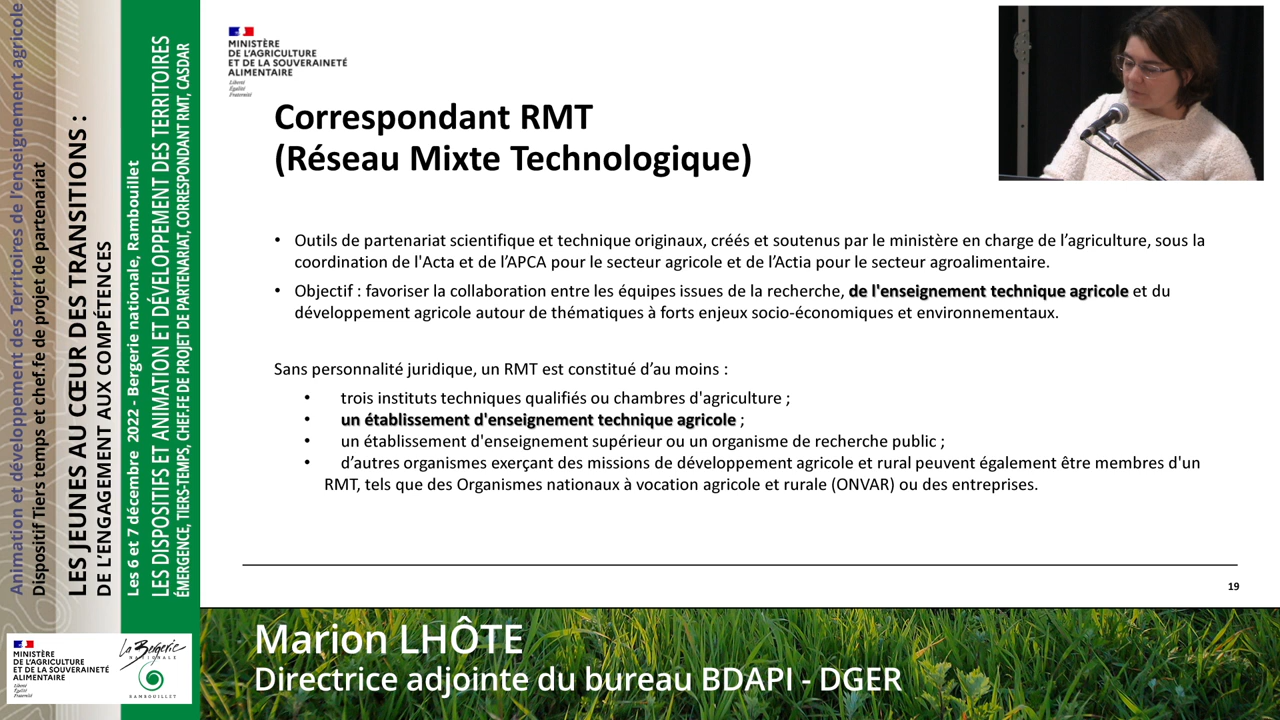 Animation et développement des Territoires de l'enseignement agricole
Dispositif Tiers temps et chef.fe de projet de partenariat
LES JEUNES AU CŒUR DES TRANSITIONS :
DE L'ENGAGEMENT AUX COMPÉTENCES
Les 6 et 7 décembre 2022 - Bergerie nationale, Rambouillet
LES DISPOSITIFS ET ANIMATION ET DÉVELOPPEMENT DES TERRITOIRES
ÉMERGENCE, TIERS-TEMPS, CHEF.FE DE PROJET DE PARTENARIAT, CORRESPONDANT RMT, CASDAR
MINISTÈRE
DE L'AGRICULTURE
ET DE LA SOUVERAINETÉ
ALIMENTAIRE
Liberté
Égalité
Fraternité
La Bergerie
NATIONALE
RAMBOUILLET
MINISTÈRE
DE L'AGRICULTURE
ET DE LA SOUVERAINETÉ
ALIMENTAIRE
Liberté
Égalité
Fraternité
Correspondant RMT
(Réseau Mixte Technologique)
• Outils de partenariat scientifique et technique originaux, créés et soutenus par le ministère en charge de l’agriculture, sous la
coordination de l'Acta et de l’APCA pour le secteur agricole et de l’Actia pour le secteur agroalimentaire.
• Objectif : favoriser la collaboration entre les équipes issues de la recherche, de l'enseignement technique agricole et du
développement agricole autour de thématiques à forts enjeux socio-économiques et environnementaux.
Sans personnalité juridique, un RMT est constitué d’au moins :
• trois instituts techniques qualifiés ou chambres d'agriculture ;
• un établissement d'enseignement technique agricole ;
• un établissement d'enseignement supérieur ou un organisme de recherche public ;
• d’autres organismes exerçant des missions de développement agricole et rural peuvent également être membres d'un
RMT, tels que des Organismes nationaux à vocation agricole et rurale (ONVAR) ou des entreprises.
19
Marion LHÔTE
Directrice adjointe du bureau BDAPI - DGER